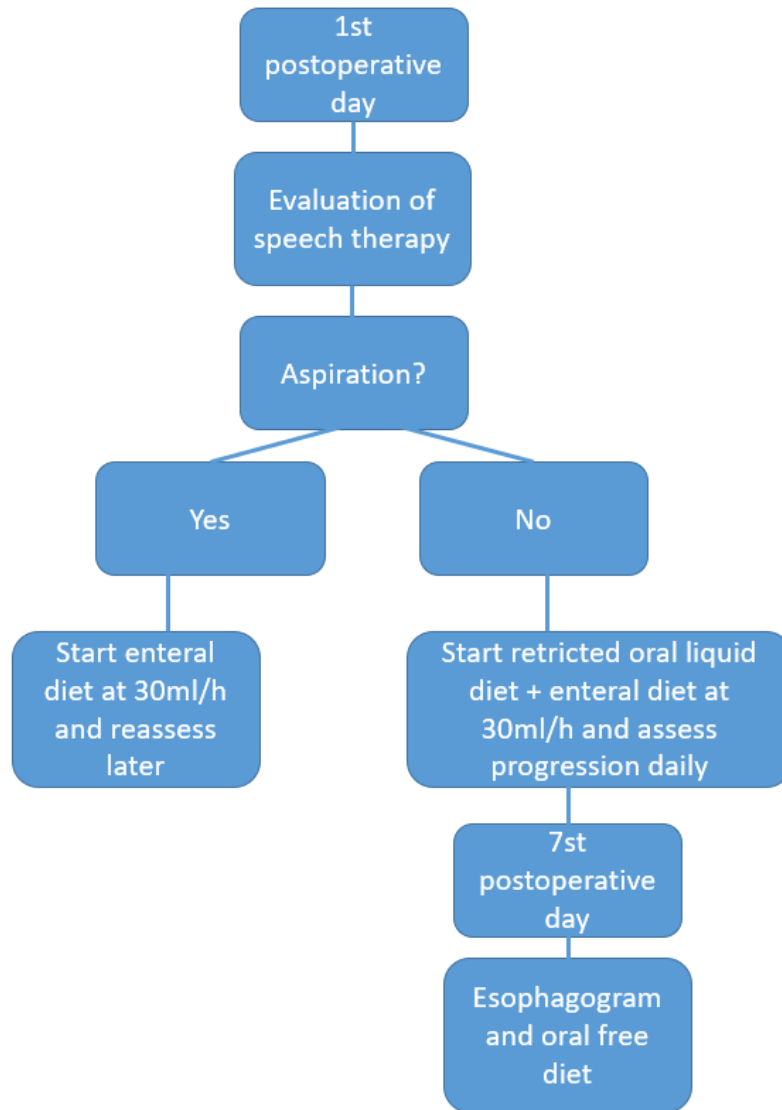 1st
postoperative
day
Evaluation of
speech therapy
Aspiration?
Yes
No
Start enteral
diet at 30ml/h
and reassess
later
Start retricted oral liquid
diet + enteral diet at
30ml/h and assess
progression daily
7st
postoperative
day
Esophagogram
and oral free
diet